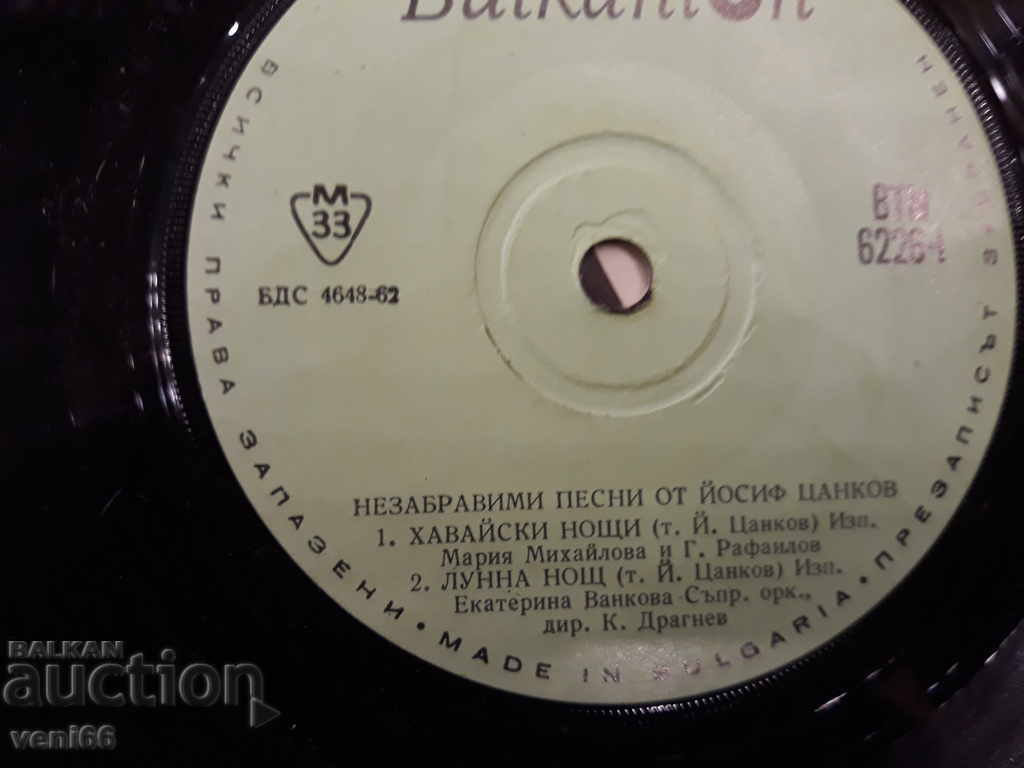 Balkanton
ВСИЧКИ ПРАВА ЗАПАЗЕНИ • MADE IN BULGARIA • ПРЕЗАПИСЪТ ЗАБРАНЕН
М
33
БДС 4648-62
ВТМ
6226
НЕЗАБРАВИМИ ПЕСНИ ОТ ЙОСИФ ЦАНКОВ
1. ХАВАЙСКИ НОЩИ (т. Й. Цанков) Изп.
Мария Михайлова и Г. Рафаилов
2. ЛУННА НОЩ (т. Й. Цанков) Изп.
Екатерина Ванкова Съпр. орк.,
дир. К. Драгнев
BALKAN
auction
veni66